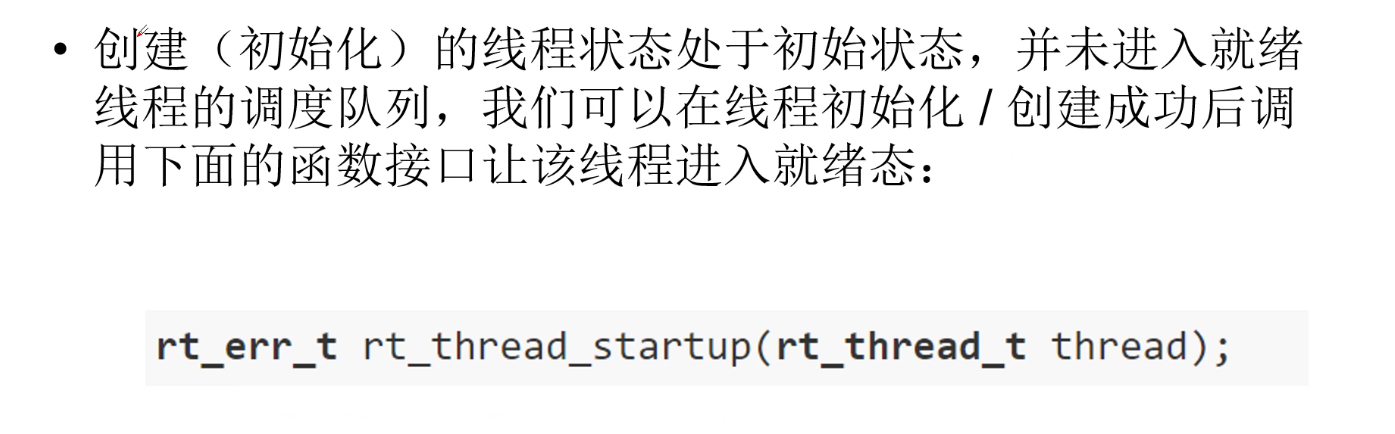 • 创建（初始化）的线程状态处于初始状态，并未进入就绪
线程的调度队列，我们可以在线程初始化 / 创建成功后调
用下面的函数接口让该线程进入就绪态：
rt_err_t rt_thread_startup(rt_thread_t thread);